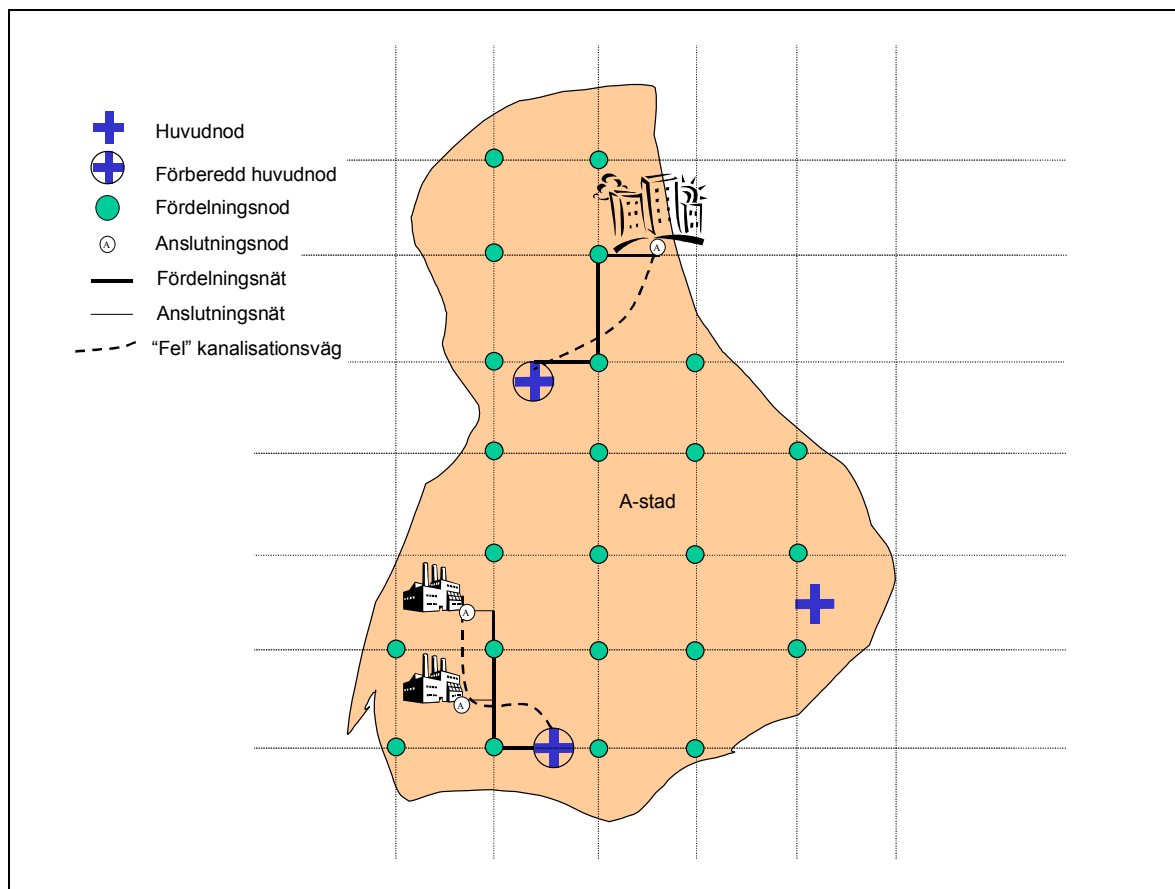 Huvudnod
Förberedd huvudnod
Fördelningsnod
A Anslutningsnod
Fördelningsnät
Anslutningsnät
“Fel” kanalisationsväg
A
A-stad
A
A